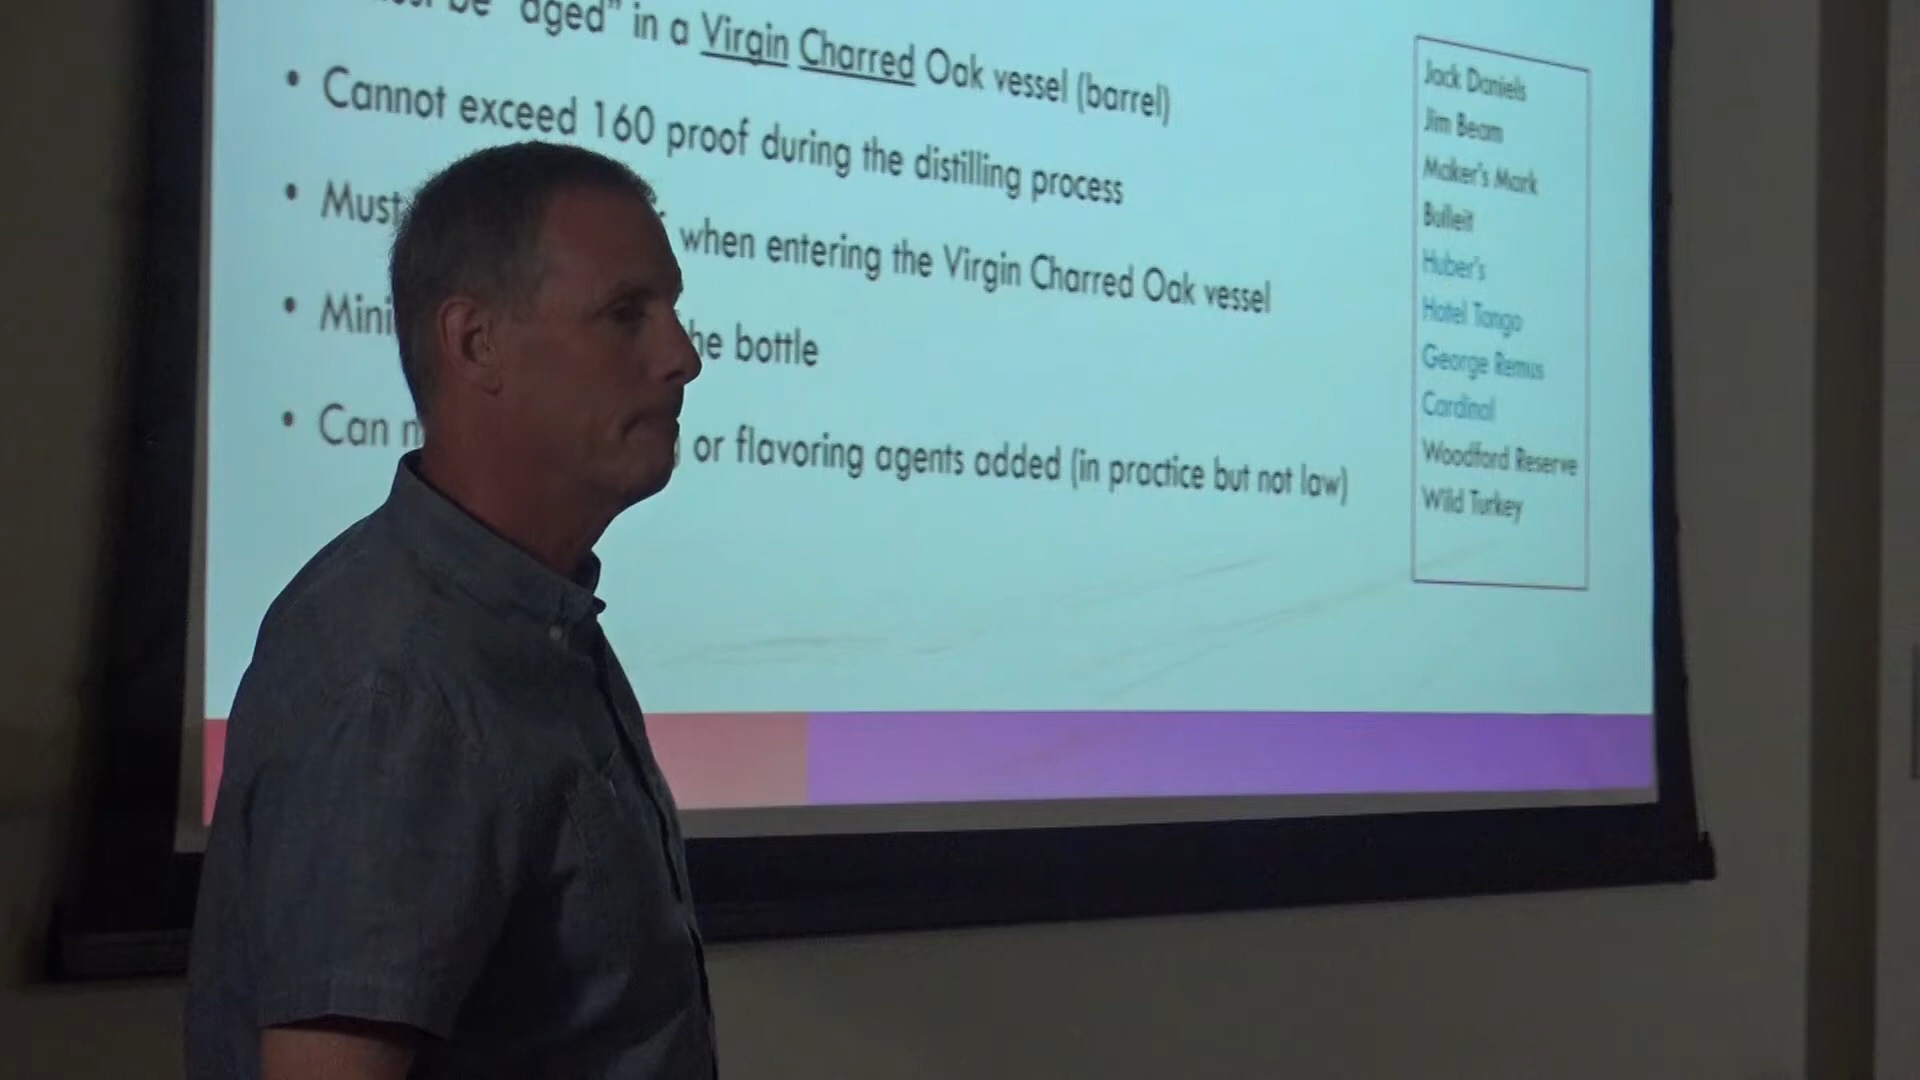 be "aged" in a Virgin Charred Oak vessel (barrel)
• Cannot exceed 160 proof during the distilling process
• Must when entering the Virgin Charred Oak vessel
• bottle
• Can or flavoring agents added (in practice but not law)
Jack Daniels
Jim Beam
Maker's Mark
Bulleit
Huber's
Hotel Tango
George Remus
Cardinal
Woodford Reserve
Wild Turkey